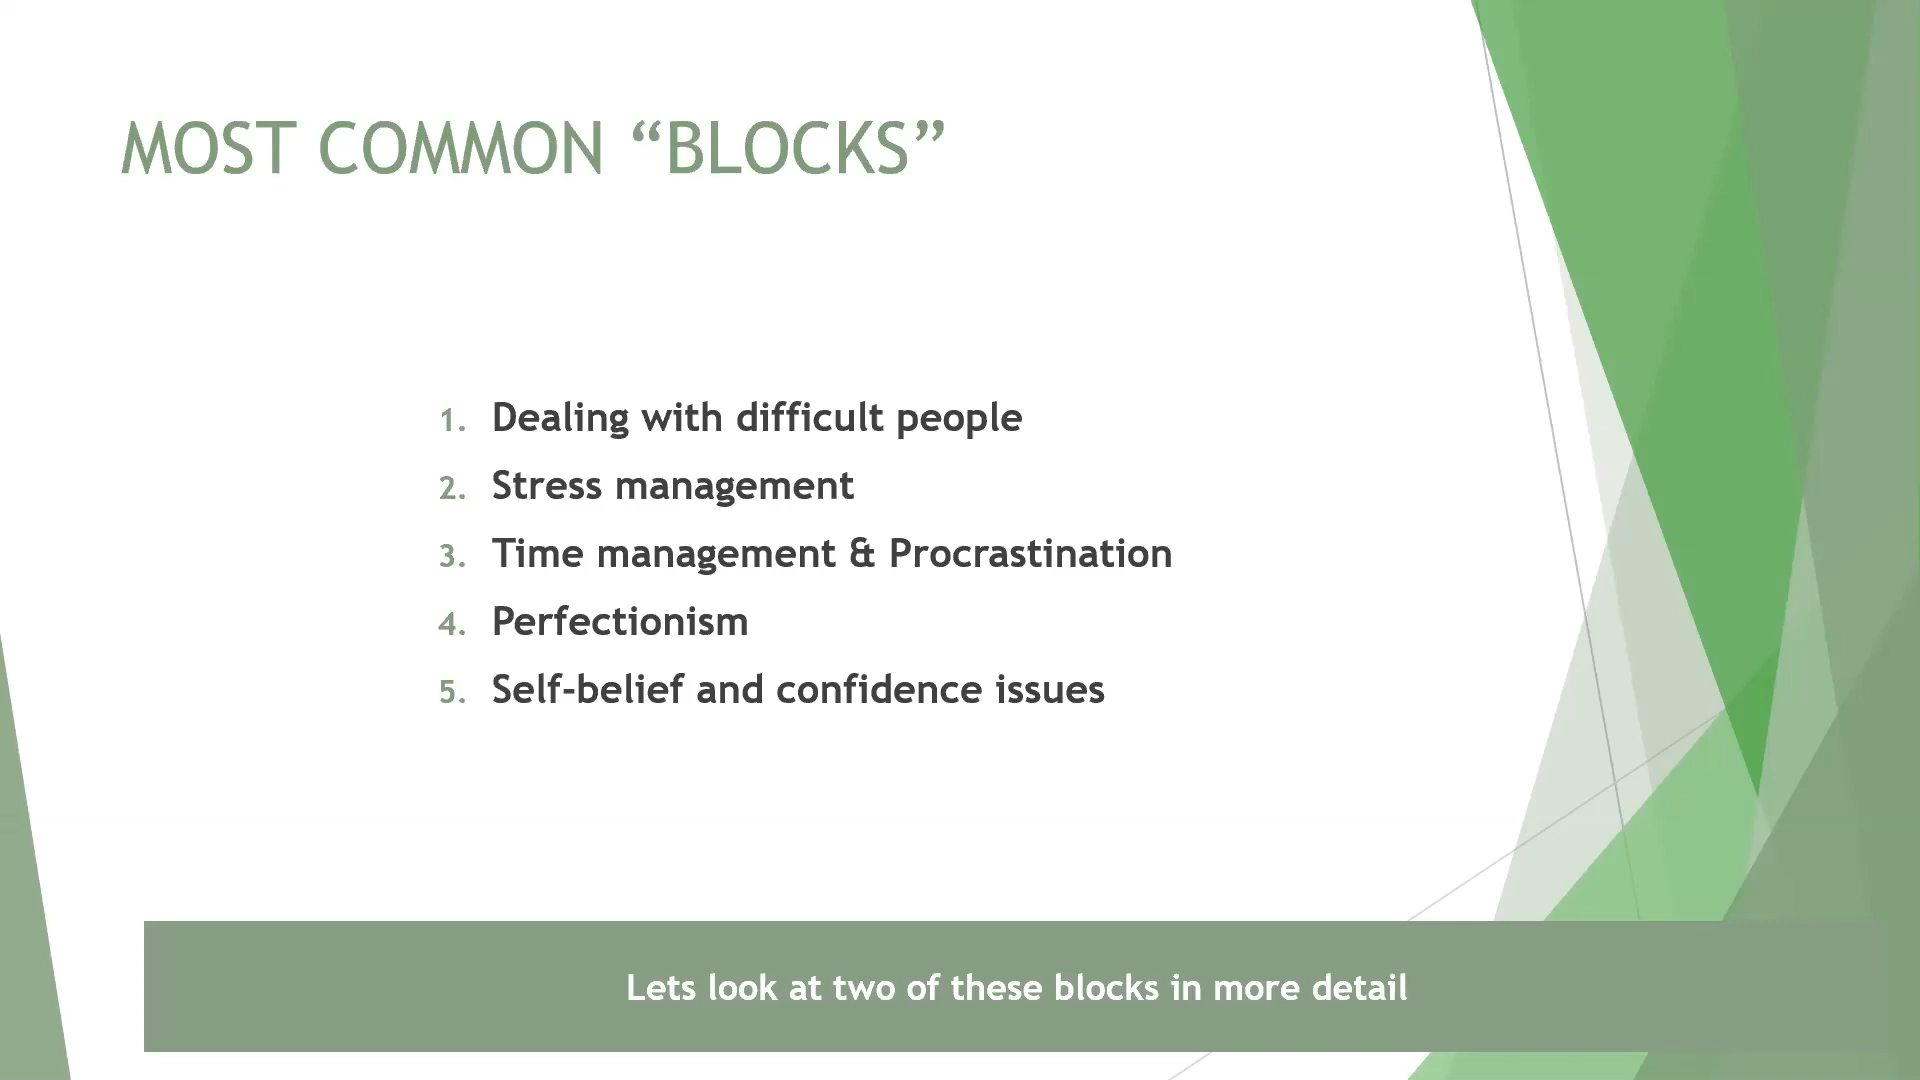 MOST COMMON “BLOCKS”
1. Dealing with difficult people
2. Stress management
3. Time management & Procrastination
4. Perfectionism
5. Self-belief and confidence issues
Lets look at two of these blocks in more detail